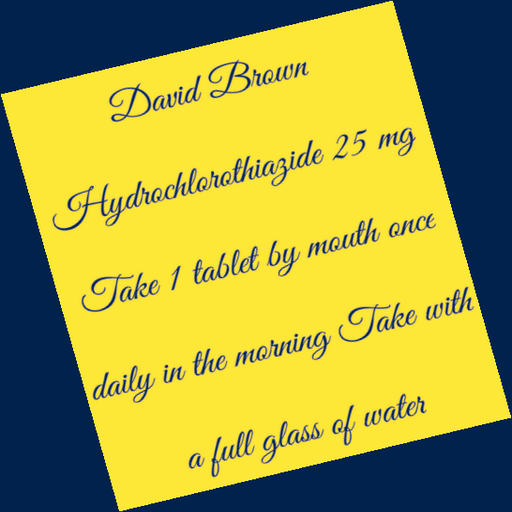 David Brown
Hydrochlorothiazide 25 mg
Take 1 tablet by mouth once
daily in the morning Take with
a full glass of water